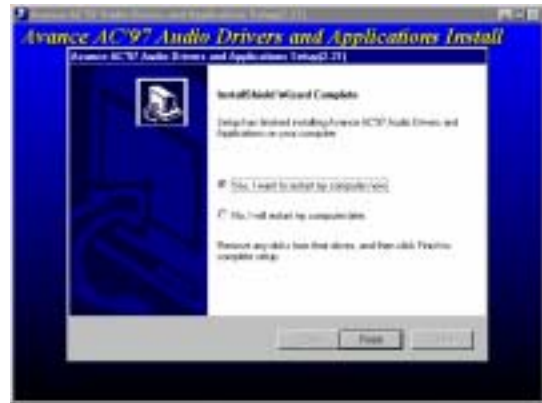 Avance AC'97 Audio Drivers and Applications Install
Avance AC'97 Audio Drivers and Applications Setup(2.21)
InstallShield Wizard Complete
Setup has finished installing Avance AC'97 Audio Drivers and
Applications on your computer.
Yes, I want to restart my computer now.
No, I will restart my computer later.
Remove any disks from their drives, and then click Finish to
complete setup.
Finish